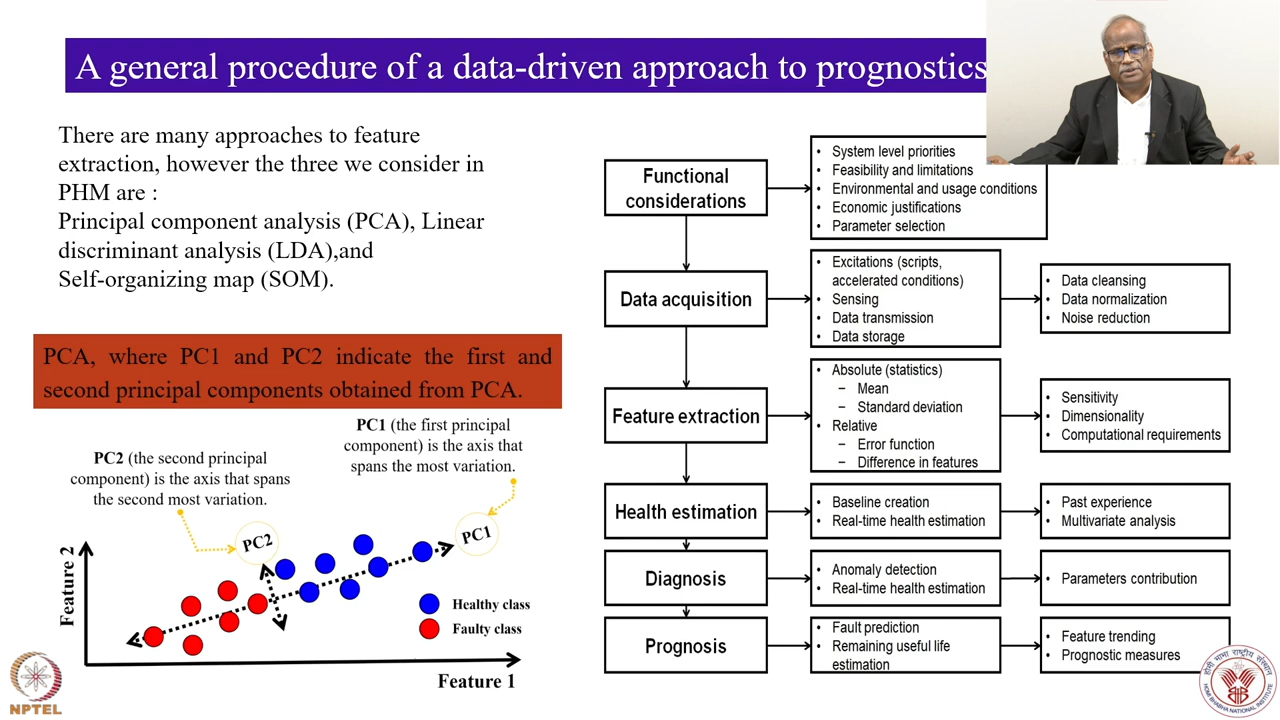 A general procedure of a data-driven approach to prognostics
There are many approaches to feature
extraction, however the three we consider in
PHM are :
Principal component analysis (PCA), Linear
discriminant analysis (LDA),and
Self-organizing map (SOM).
PCA, where PC1 and PC2 indicate the first and
second principal components obtained from PCA.
PC1 (the first principal
component) is the axis that
spans the most variation.
PC2 (the second principal
component) is the axis that spans
the second most variation.
PC2
PC1
Feature 2
Healthy class
Faulty class
Feature 1
NPTEL
Functional
considerations
• System level priorities
• Feasibility and limitations
• Environmental and usage conditions
• Economic justifications
• Parameter selection
Data acquisition
• Excitations (scripts,
accelerated conditions)
• Sensing
• Data transmission
• Data storage
• Data cleansing
• Data normalization
• Noise reduction
Feature extraction
• Absolute (statistics)
– Mean
– Standard deviation
• Relative
– Error function
– Difference in features
• Sensitivity
• Dimensionality
• Computational requirements
Health estimation
• Baseline creation
• Real-time health estimation
• Past experience
• Multivariate analysis
Diagnosis
• Anomaly detection
• Real-time health estimation
• Parameters contribution
Prognosis
• Fault prediction
• Remaining useful life
estimation
• Feature trending
• Prognostic measures
होमी भाभा राष्ट्रीय संस्थान
HOMI BHABHA NATIONAL INSTITUTE